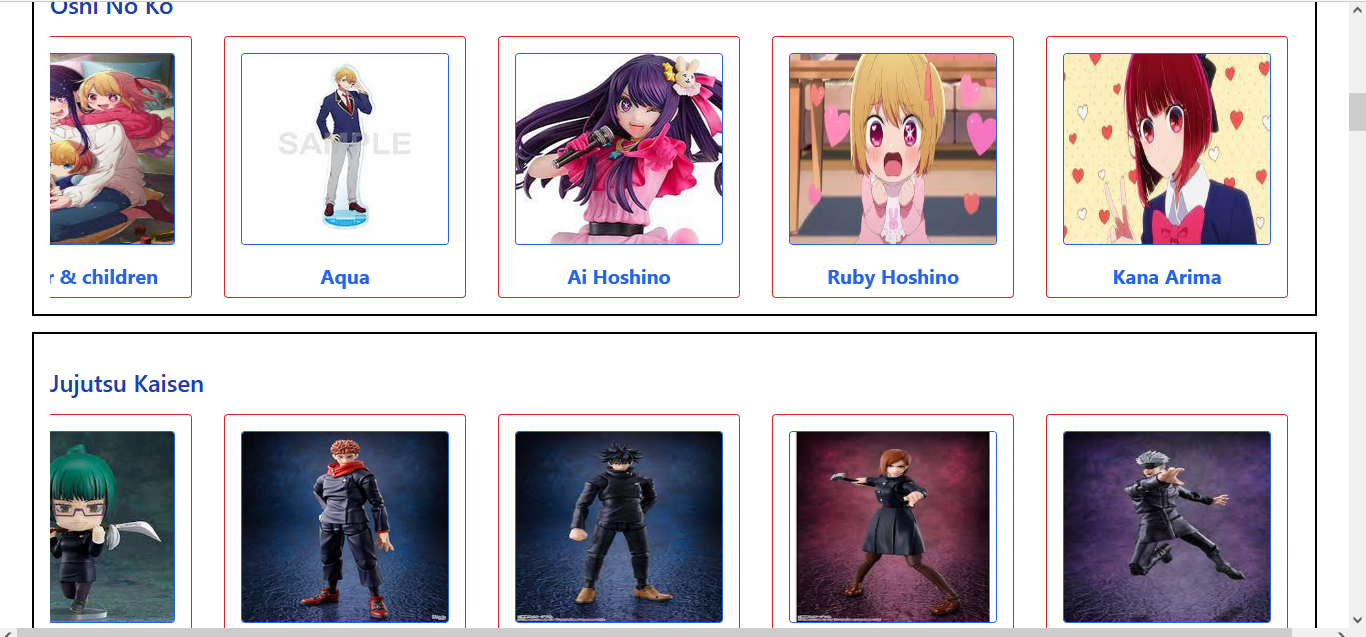 Oshi No Ko
r & children
Aqua
Ai Hoshino
Ruby Hoshino
Kana Arima
SAMPLE
Jujutsu Kaisen